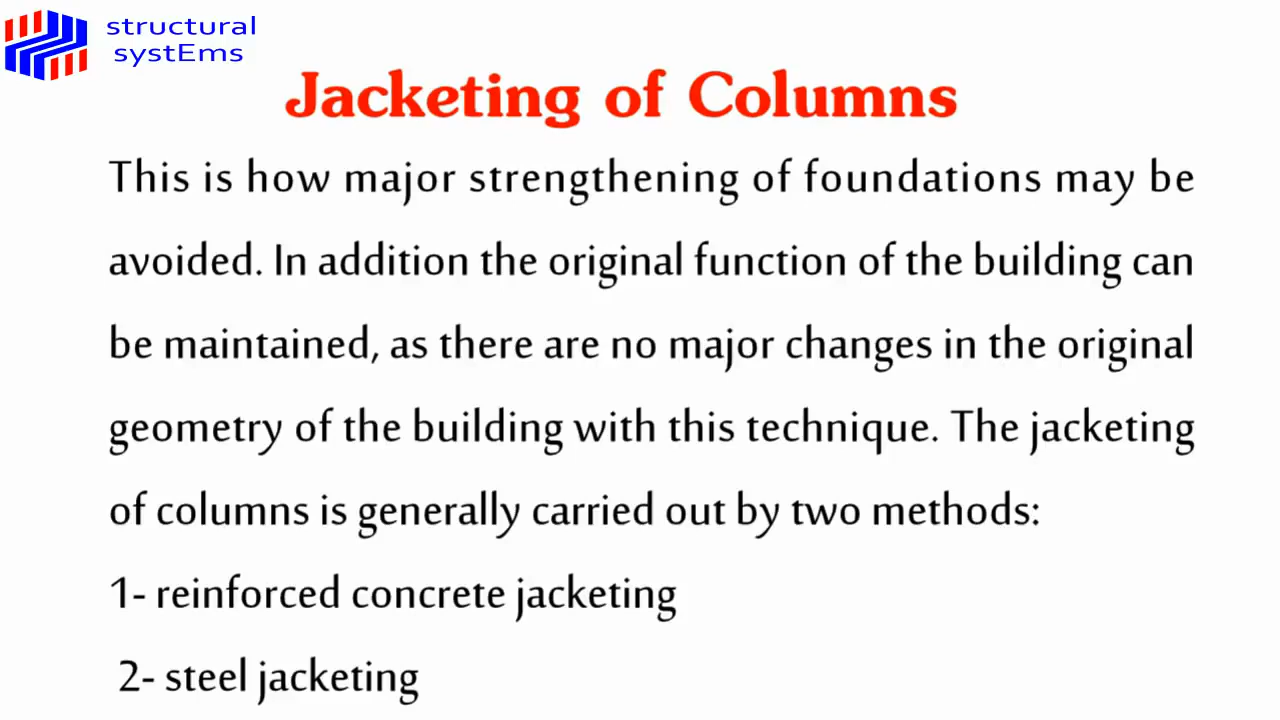 structural
systEms
Jacketing of Columns
This is how major strengthening of foundations may be
avoided. In addition the original function of the building can
be maintained, as there are no major changes in the original
geometry of the building with this technique. The jacketing
of columns is generally carried out by two methods:
1- reinforced concrete jacketing
2- steel jacketing